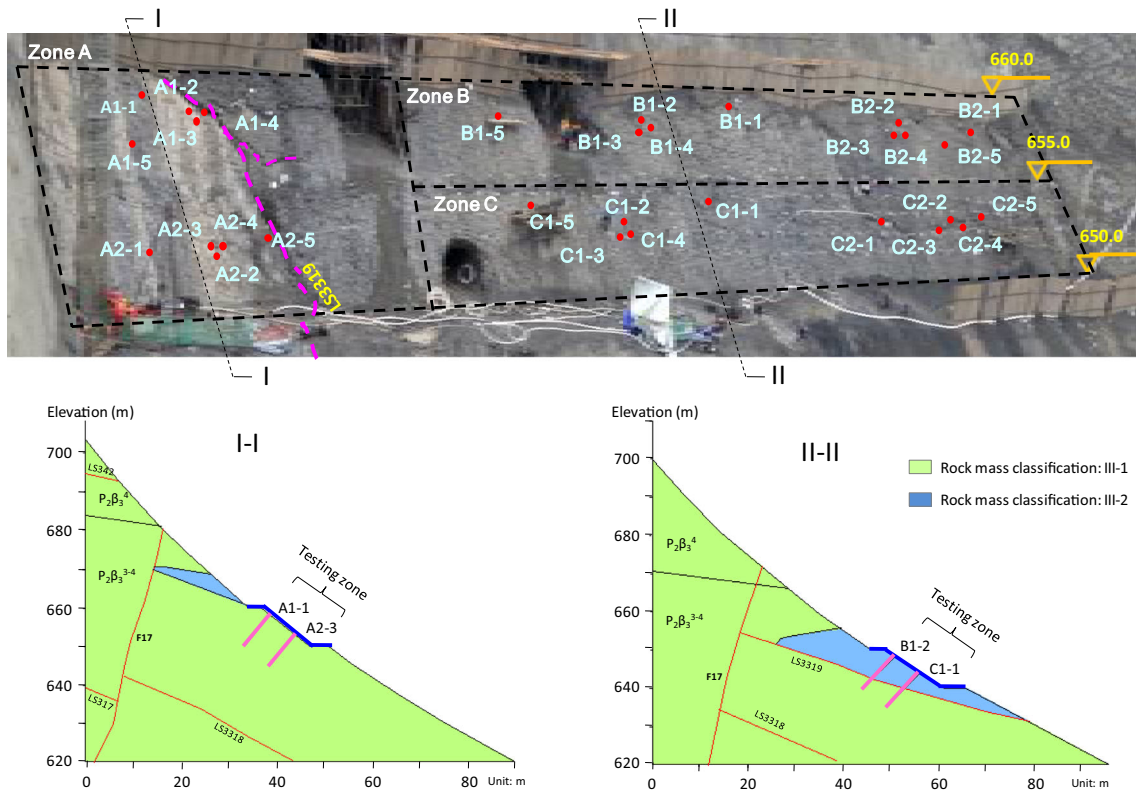 I
II
Zone A
660.0
A1-2
Zone B
A1-1
B1-2
B2-2
B2-1
A1-4
B1-1
B1-5
A1-3
B1-3
B1-4
B2-3
B2-4
B2-5
A1-5
655.0
Zone C
C1-2
C1-1
C2-2
C2-5
A2-3
A2-4
C1-5
A2-1
A2-5
C1-3
C1-4
C2-1
C2-3
C2-4
650.0
A2-2
LS3319
I
II
Elevation (m)
I-I
700
LS342
P₂β₃⁴
680
P₂β₃³⁻⁴
Testing zone
660
A1-1
A2-3
F17
640
LS317
LS3318
620
0
20
40
60
80
Unit: m
Elevation (m)
II-II
700
Rock mass classification: III-1
Rock mass classification: III-2
680
P₂β₃⁴
660
P₂β₃³⁻⁴
Testing zone
B1-2
C1-1
LS3319
640
F17
LS3318
620
0
20
40
60
80
Unit: m